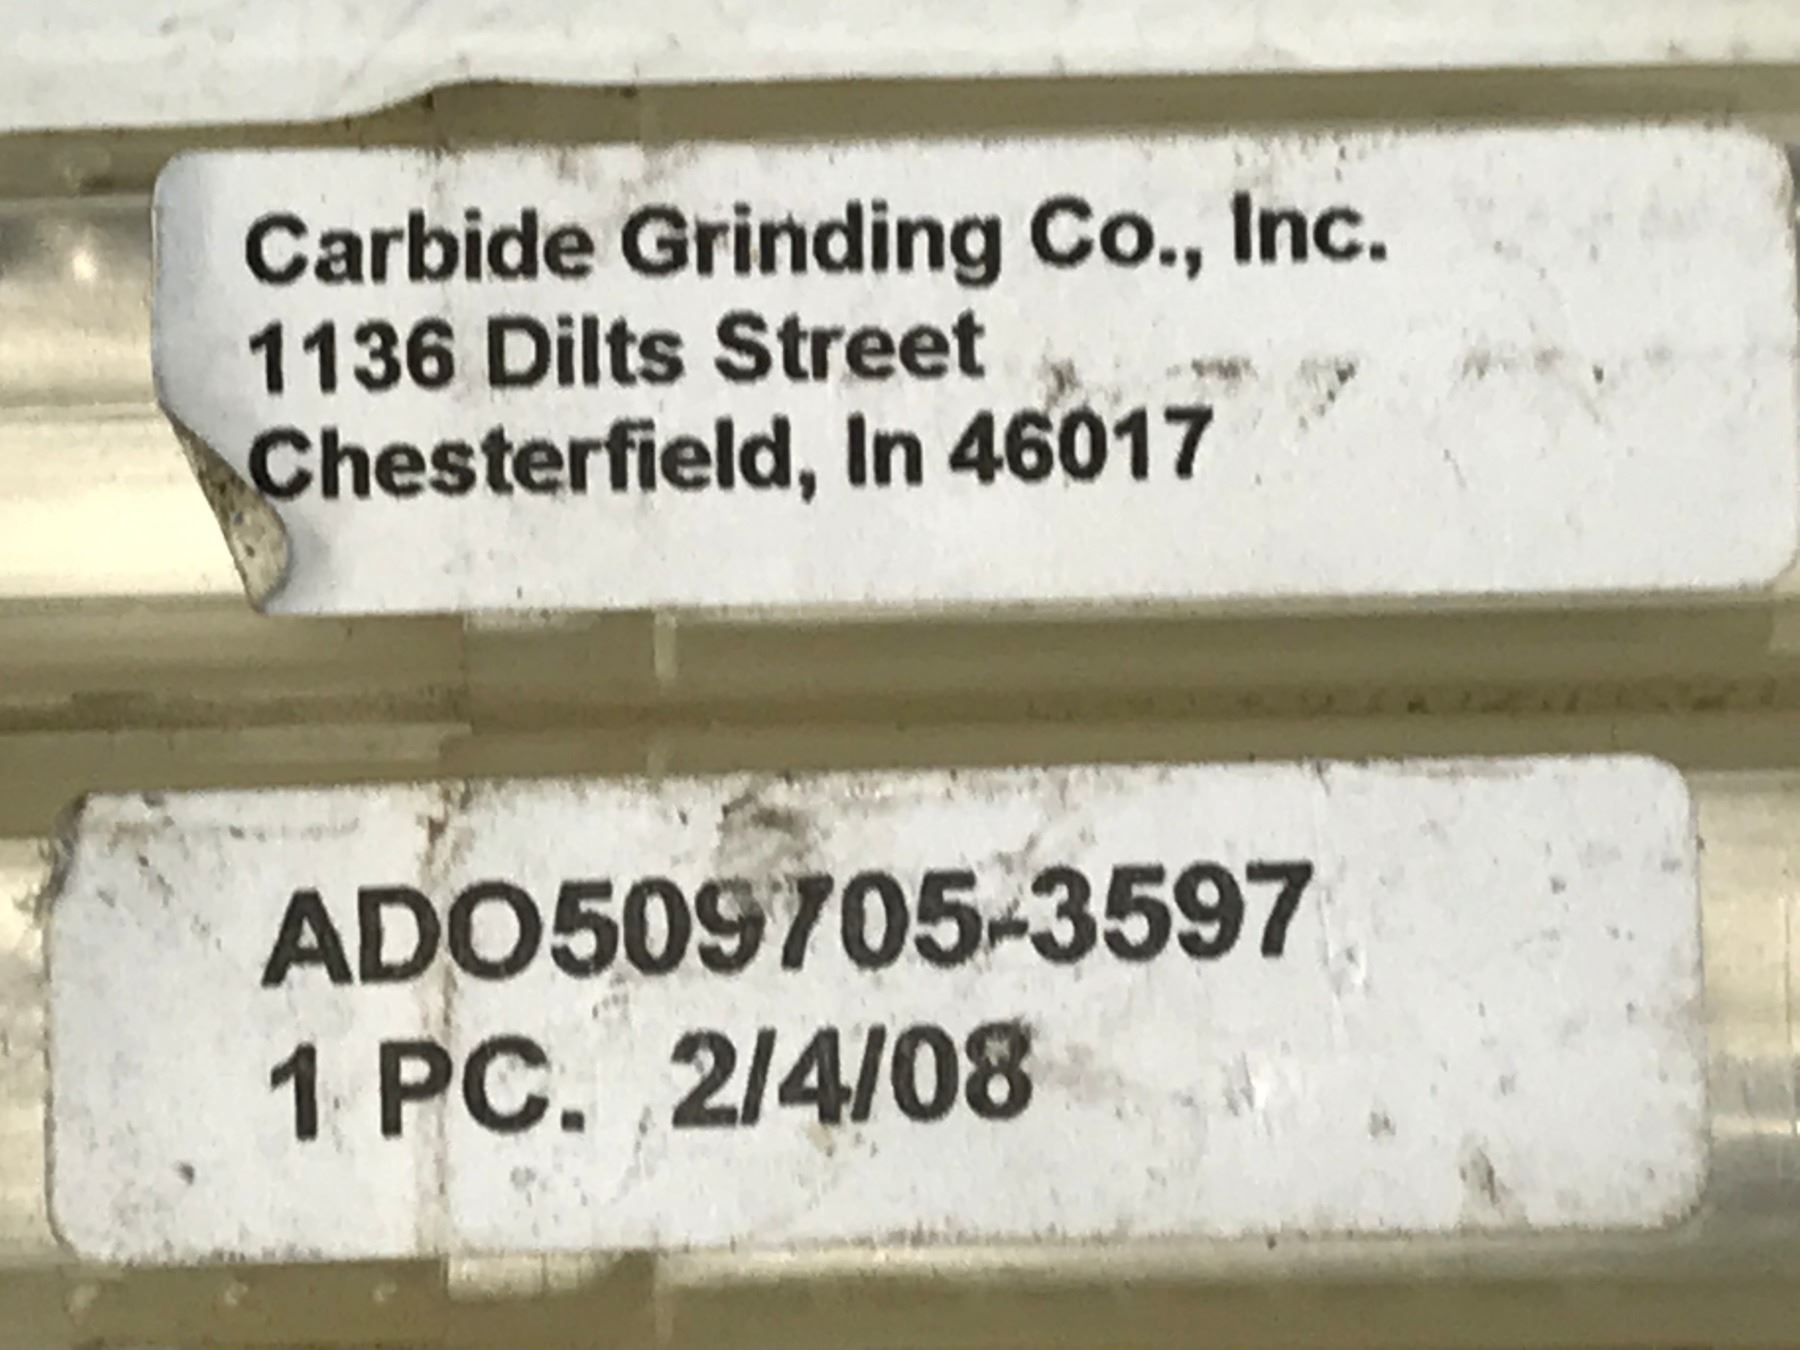 Carbide Grinding Co., Inc.
1136 Dilts Street
Chesterfield, In 46017
ADO509705-3597
1 PC. 2/4/08